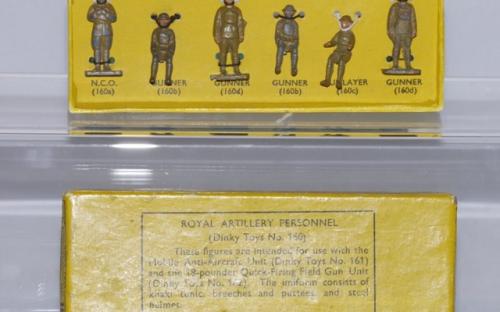 N.C.O. GUNNER GUNNER GUNNER GUNLAYER GUNNER
(160a) (160b) (160d) (160b) (160c) (160d)
ROYAL ARTILLERY PERSONNEL
(Dinky Toys No. 160)
These figures are intended for use with the
Mobile Anti-Aircraft Unit (Dinky Toys No. 161)
and the 18-pounder Quick-Firing Field Gun Unit
(Dinky Toys No. 162). The uniform consists of
khaki tunic, breeches and puttees, and steel
helmet.